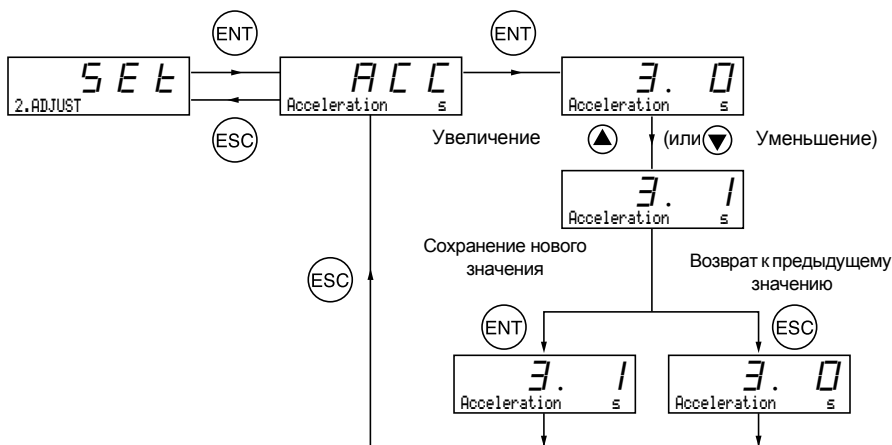 ENT
ENT
SEt
2.ADJUST
ACC
Acceleration s
3. 0
Acceleration s
ESC
Увеличение
(или
Уменьшение)
3. 1
Acceleration s
Сохранение нового
значения
Возврат к предыдущему
значению
ESC
ENT
ESC
3. 1
Acceleration s
3. 0
Acceleration s